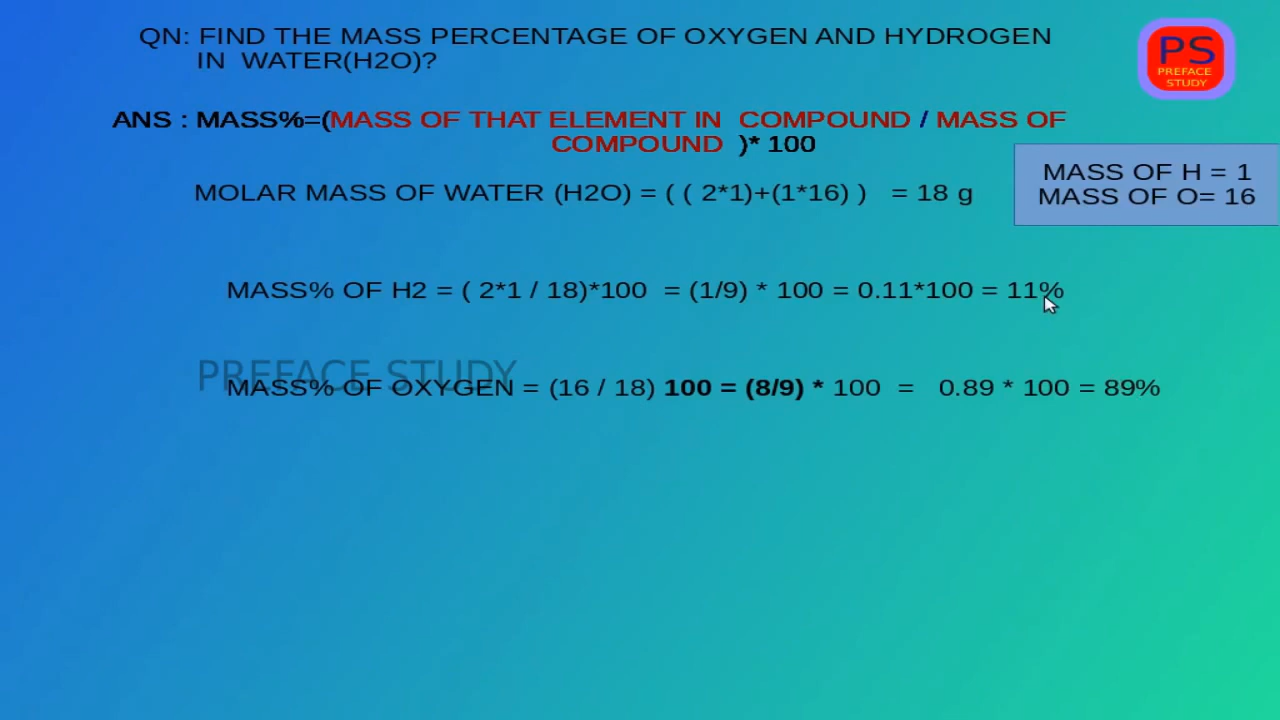 QN: FIND THE MASS PERCENTAGE OF OXYGEN AND HYDROGEN
IN WATER(H2O)?
PS
PREFACE
STUDY
ANS : MASS%=(MASS OF THAT ELEMENT IN COMPOUND / MASS OF
COMPOUND )* 100
MASS OF H = 1
MASS OF O= 16
MOLAR MASS OF WATER (H2O) = ( ( 2*1)+(1*16) ) = 18 g
MASS% OF H2 = ( 2*1 / 18)*100 = (1/9) * 100 = 0.11*100 = 11%
PREFACE STUDY
MASS% OF OXYGEN = (16 / 18) 100 = (8/9) * 100 = 0.89 * 100 = 89%